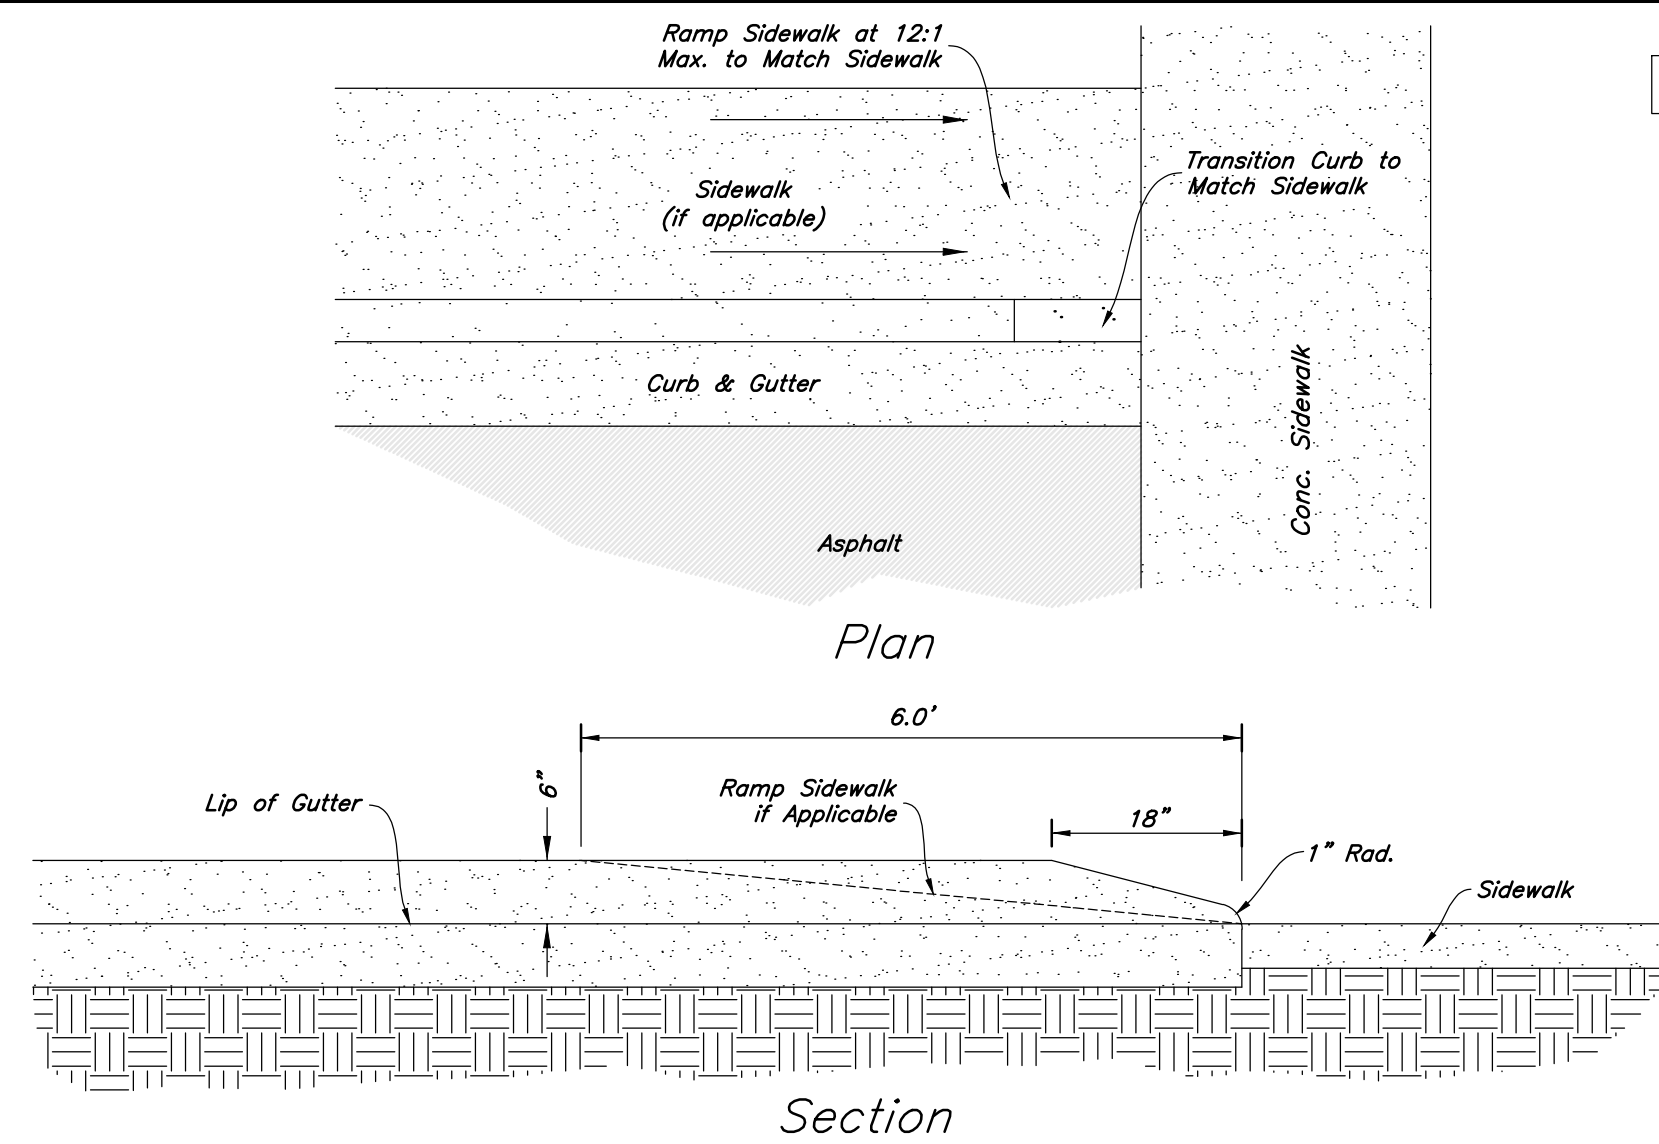 Ramp Sidewalk at 12:1
Max. to Match Sidewalk
Transition Curb to
Match Sidewalk
Sidewalk
(if applicable)
Curb & Gutter
Conc. Sidewalk
Asphalt
Plan
6.0'
6"
Lip of Gutter
Ramp Sidewalk
if Applicable
18"
1" Rad.
Sidewalk
Section